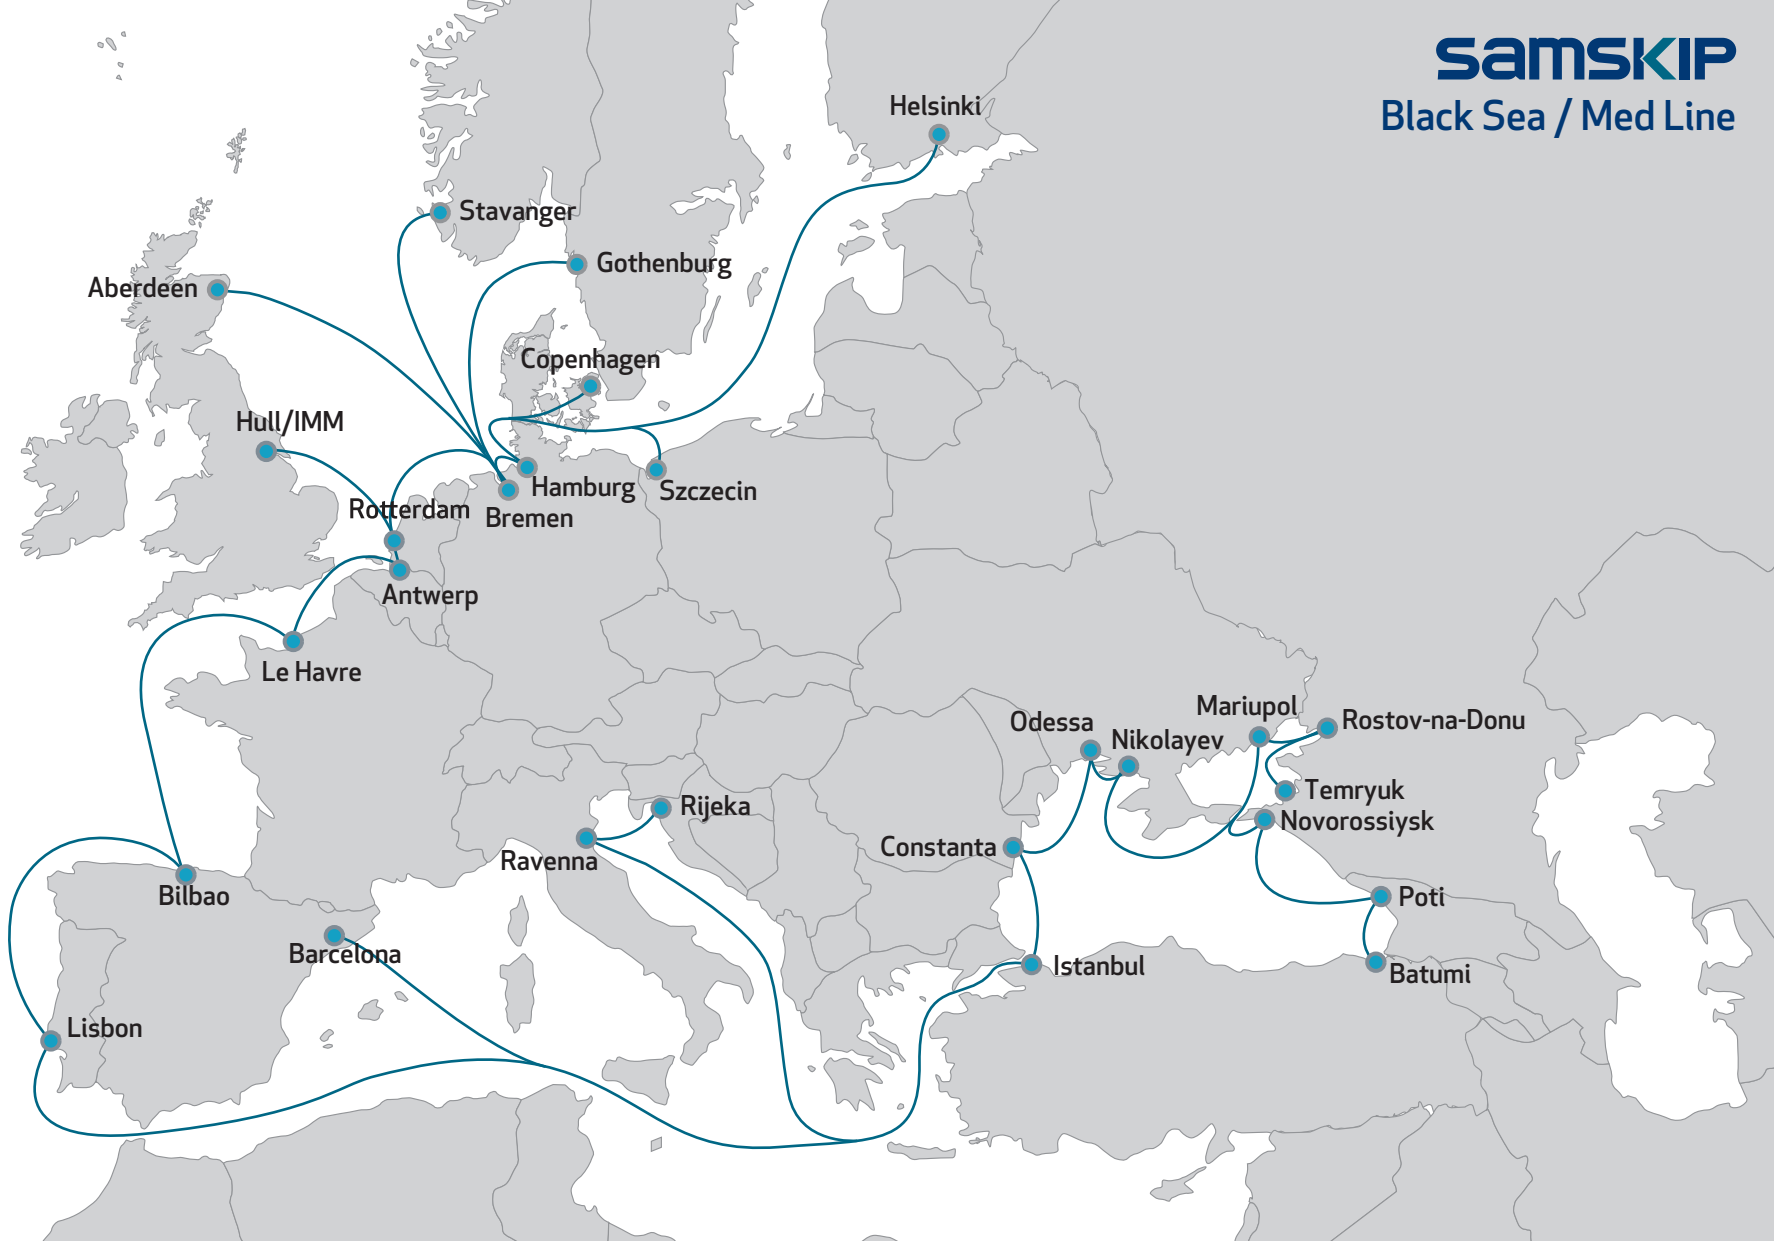 SAMSKIP
Black Sea / Med Line
Helsinki
Stavanger
Gothenburg
Aberdeen
Copenhagen
Hull/IMM
Hamburg
Szczecin
Rotterdam
Bremen
Antwerp
Le Havre
Mariupol
Rostov-na-Donu
Odessa
Nikolayev
Temryuk
Rijeka
Novorossiysk
Constanta
Ravenna
Bilbao
Poti
Barcelona
Istanbul
Batumi
Lisbon